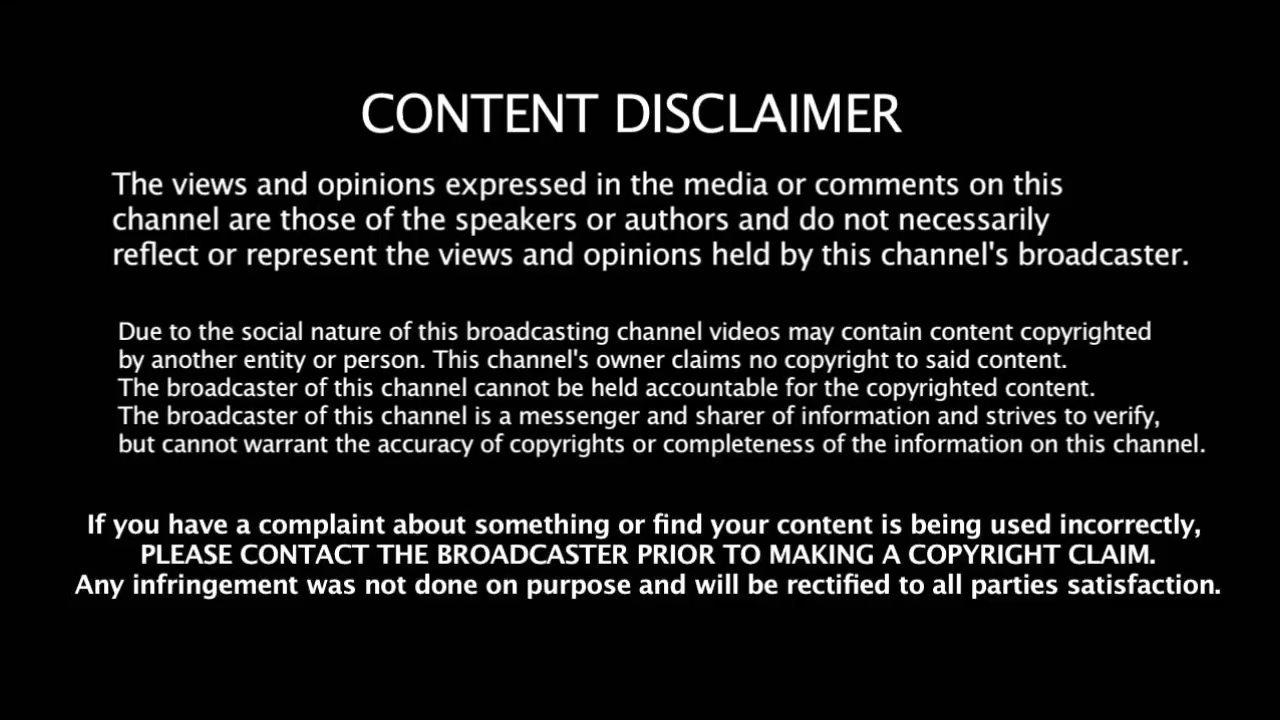 CONTENT DISCLAIMER
The views and opinions expressed in the media or comments on this
channel are those of the speakers or authors and do not necessarily
reflect or represent the views and opinions held by this channel's broadcaster.
Due to the social nature of this broadcasting channel videos may contain content copyrighted
by another entity or person. This channel's owner claims no copyright to said content.
The broadcaster of this channel cannot be held accountable for the copyrighted content.
The broadcaster of this channel is a messenger and sharer of information and strives to verify,
but cannot warrant the accuracy of copyrights or completeness of the information on this channel.
If you have a complaint about something or find your content is being used incorrectly,
PLEASE CONTACT THE BROADCASTER PRIOR TO MAKING A COPYRIGHT CLAIM.
Any infringement was not done on purpose and will be rectified to all parties satisfaction.